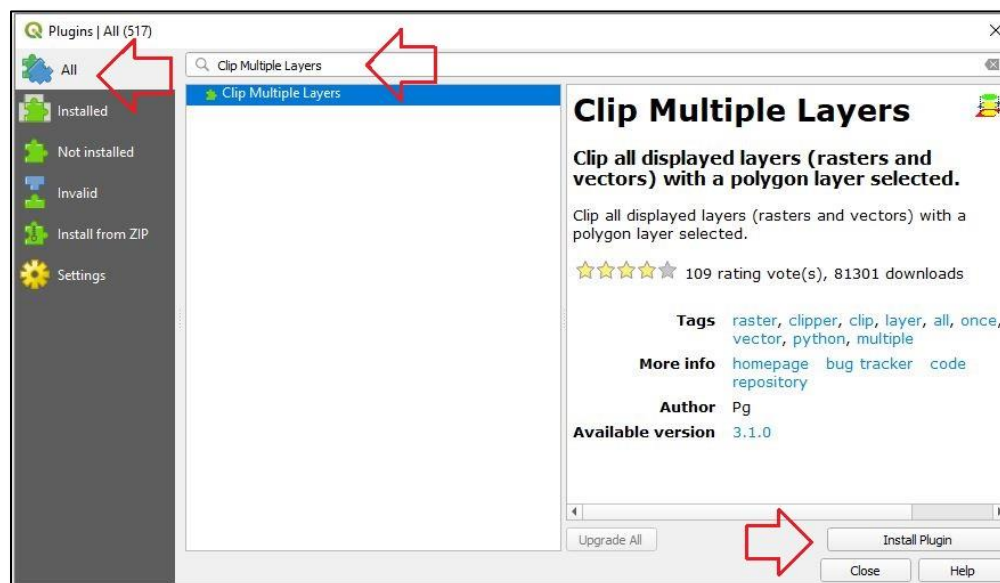 Plugins | All (517)
All
Installed
Not installed
Invalid
Install from ZIP
Settings
Clip Multiple Layers
Clip Multiple Layers
Clip Multiple Layers
Clip all displayed layers (rasters and
vectors) with a polygon layer selected.
Clip all displayed layers (rasters and vectors) with a
polygon layer selected.
109 rating vote(s), 81301 downloads
Tags raster, clipper, clip, layer, all, once,
vector, python, multiple
More info homepage bug tracker code
repository
Author Pg
Available version 3.1.0
Upgrade All
Install Plugin
Close Help